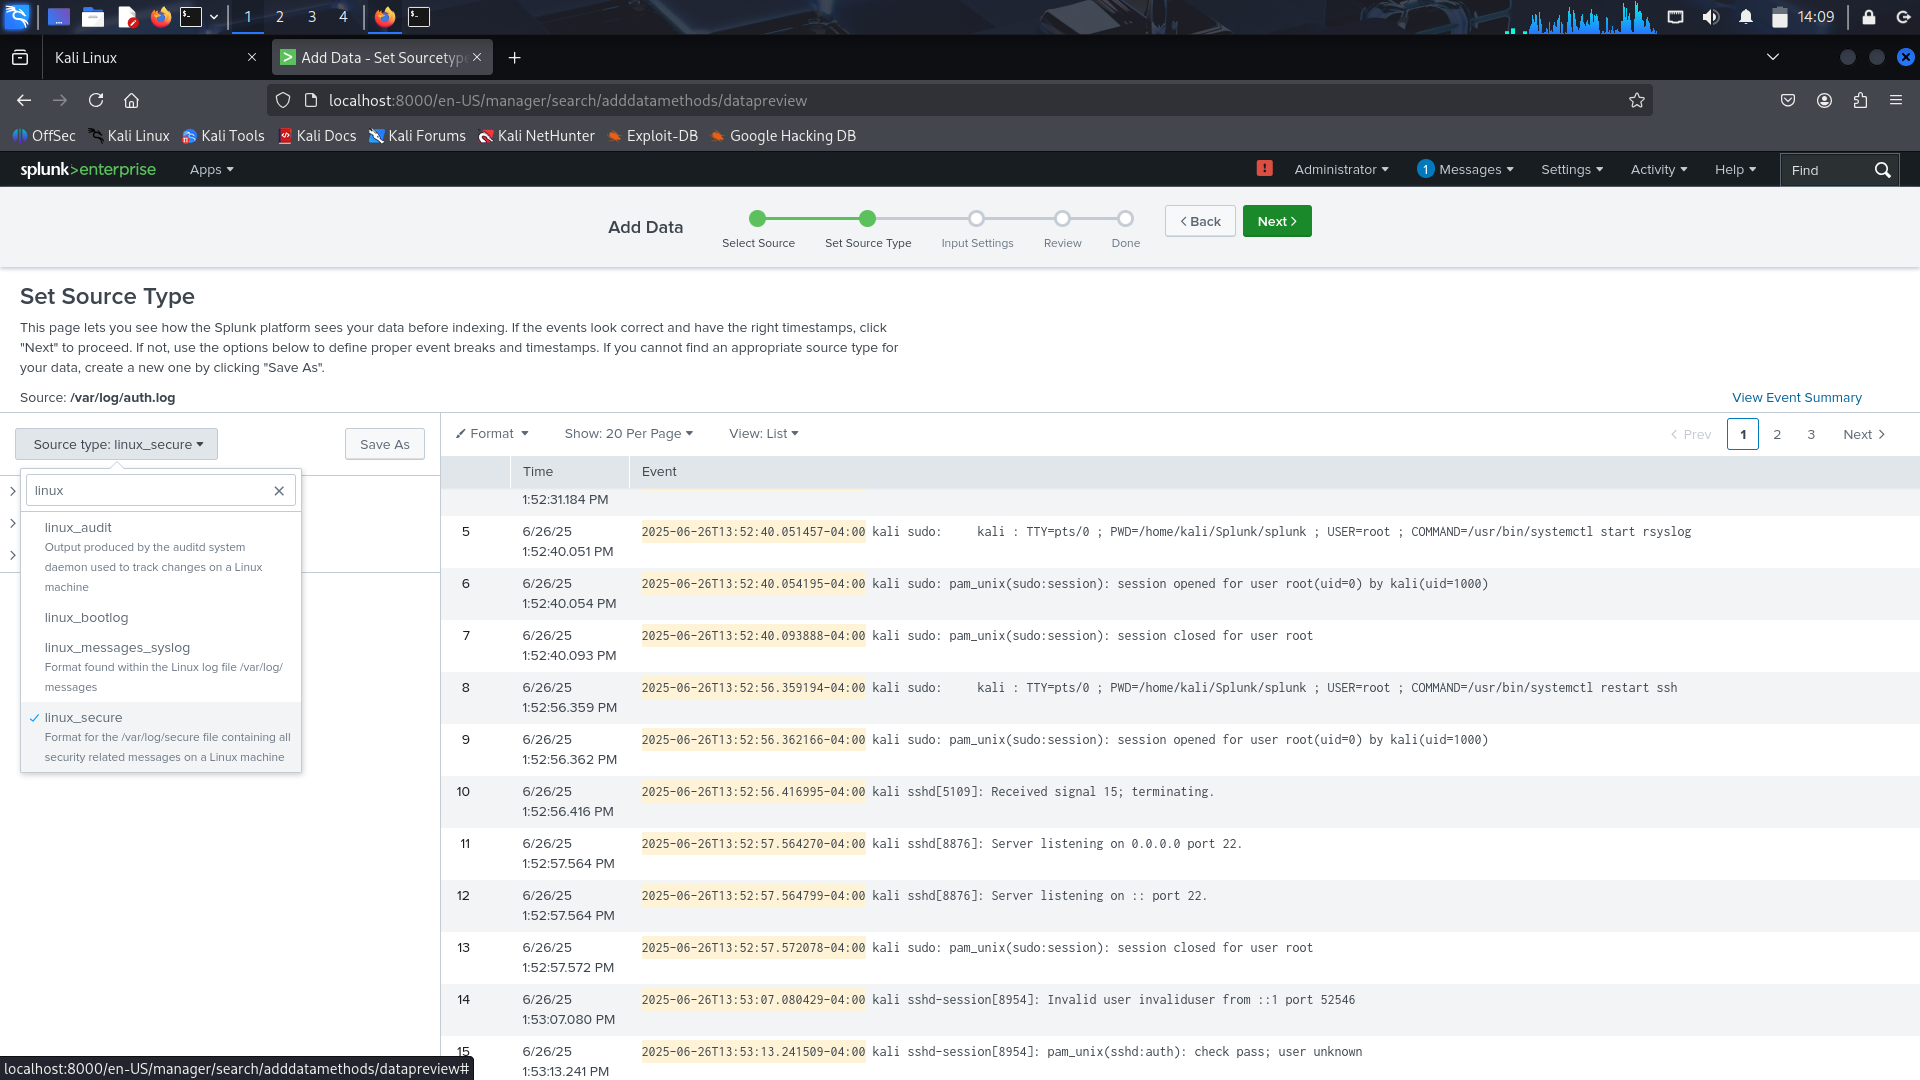 1 2 3 4 14:09
Kali Linux
Add Data - Set Sourcetype
localhost:8000/en-US/manager/search/adddatamethods/datapreview
OffSec Kali Linux Kali Tools Kali Docs Kali Forums Kali NetHunter Exploit-DB Google Hacking DB
splunk>enterprise Apps Administrator 1 Messages Settings Activity Help Find
Add Data
Select Source Set Source Type Input Settings Review Done
Back Next
Set Source Type
This page lets you see how the Splunk platform sees your data before indexing. If the events look correct and have the right timestamps, click
"Next" to proceed. If not, use the options below to define proper event breaks and timestamps. If you cannot find an appropriate source type for
your data, create a new one by clicking "Save As".
Source: /var/log/auth.log
View Event Summary
Source type: linux_secure Save As
linux
linux_audit
Output produced by the auditd system
daemon used to track changes on a Linux
machine
linux_bootlog
linux_messages_syslog
Format found within the Linux log file /var/log/
messages
linux_secure
Format for the /var/log/secure file containing all
security related messages on a Linux machine
Format Show: 20 Per Page View: List Prev 1 2 3 Next
Time Event
1:52:31.184 PM
5 6/26/25 2025-06-26T13:52:40.051457-04:00 kali sudo:     kali : TTY=pts/0 ; PWD=/home/kali/Splunk/splunk ; USER=root ; COMMAND=/usr/bin/systemctl start rsyslog
1:52:40.051 PM
6 6/26/25 2025-06-26T13:52:40.054195-04:00 kali sudo: pam_unix(sudo:session): session opened for user root(uid=0) by kali(uid=1000)
1:52:40.054 PM
7 6/26/25 2025-06-26T13:52:40.093888-04:00 kali sudo: pam_unix(sudo:session): session closed for user root
1:52:40.093 PM
8 6/26/25 2025-06-26T13:52:56.359194-04:00 kali sudo:     kali : TTY=pts/0 ; PWD=/home/kali/Splunk/splunk ; USER=root ; COMMAND=/usr/bin/systemctl restart ssh
1:52:56.359 PM
9 6/26/25 2025-06-26T13:52:56.362166-04:00 kali sudo: pam_unix(sudo:session): session opened for user root(uid=0) by kali(uid=1000)
1:52:56.362 PM
10 6/26/25 2025-06-26T13:52:56.416995-04:00 kali sshd[5109]: Received signal 15; terminating.
1:52:56.416 PM
11 6/26/25 2025-06-26T13:52:57.564270-04:00 kali sshd[8876]: Server listening on 0.0.0.0 port 22.
1:52:57.564 PM
12 6/26/25 2025-06-26T13:52:57.564799-04:00 kali sshd[8876]: Server listening on :: port 22.
1:52:57.564 PM
13 6/26/25 2025-06-26T13:52:57.572078-04:00 kali sudo: pam_unix(sudo:session): session closed for user root
1:52:57.572 PM
14 6/26/25 2025-06-26T13:53:07.080429-04:00 kali sshd-session[8954]: Invalid user invaliduser from ::1 port 52546
1:53:07.080 PM
15 6/26/25 2025-06-26T13:53:13.241509-04:00 kali sshd-session[8954]: pam_unix(sshd:auth): check pass; user unknown
1:53:13.241 PM
localhost:8000/en-US/manager/search/adddatamethods/datapreview#